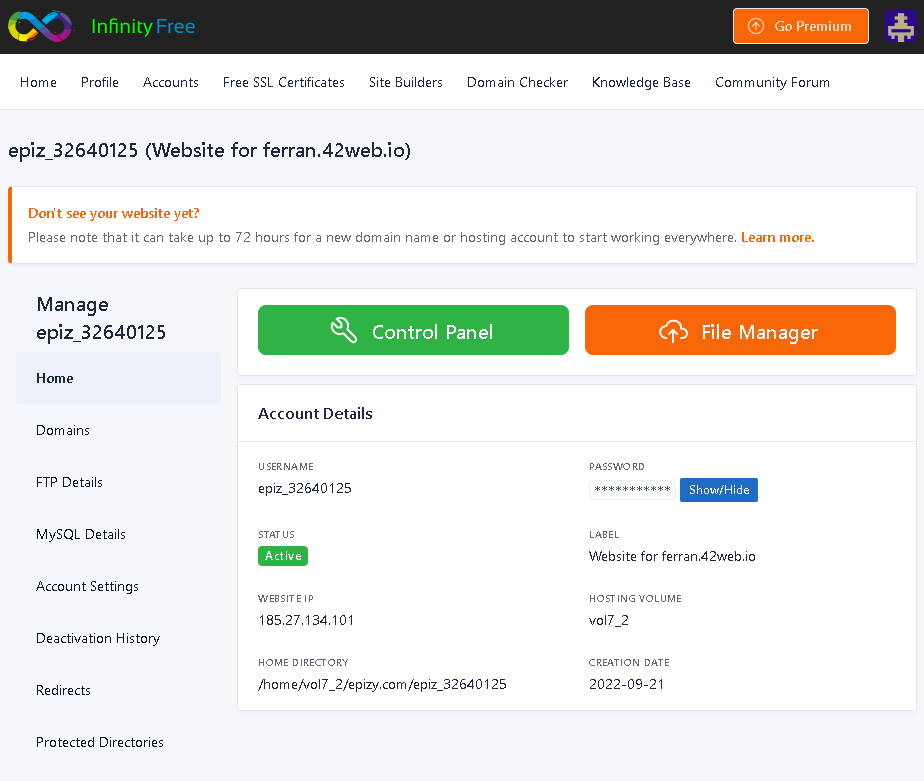 Infinity Free
Go Premium
Home Profile Accounts Free SSL Certificates Site Builders Domain Checker Knowledge Base Community Forum
epiz_32640125 (Website for ferran.42web.io)
Don't see your website yet?
Please note that it can take up to 72 hours for a new domain name or hosting account to start working everywhere. Learn more.
Manage
epiz_32640125
Home
Domains
FTP Details
MySQL Details
Account Settings
Deactivation History
Redirects
Protected Directories
Control Panel
File Manager
Account Details
USERNAME
epiz_32640125
PASSWORD
*********** Show/Hide
STATUS
Active
LABEL
Website for ferran.42web.io
WEBSITE IP
185.27.134.101
HOSTING VOLUME
vol7_2
HOME DIRECTORY
/home/vol7_2/epizy.com/epiz_32640125
CREATION DATE
2022-09-21